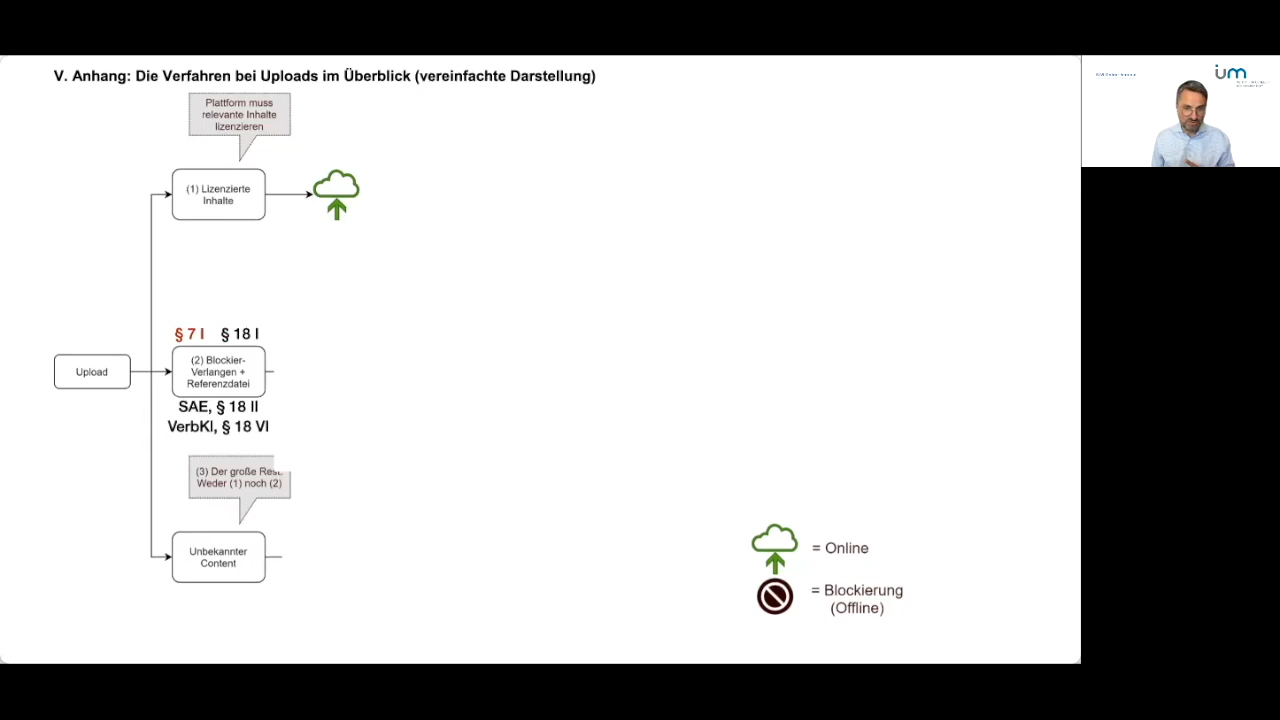 V. Anhang: Die Verfahren bei Uploads im Überblick (vereinfachte Darstellung)
Plattform muss
relevante Inhalte
lizenzieren
(1) Lizenzierte
Inhalte
§ 7 I § 18 I
Upload
(2) Blockier-
Verlangen +
Referenzdatei
SAE, § 18 II
VerbKl, § 18 VI
(3) Der große Rest
Weder (1) noch (2)
Unbekannter
Content
= Online
= Blockierung
(Offline)
ium